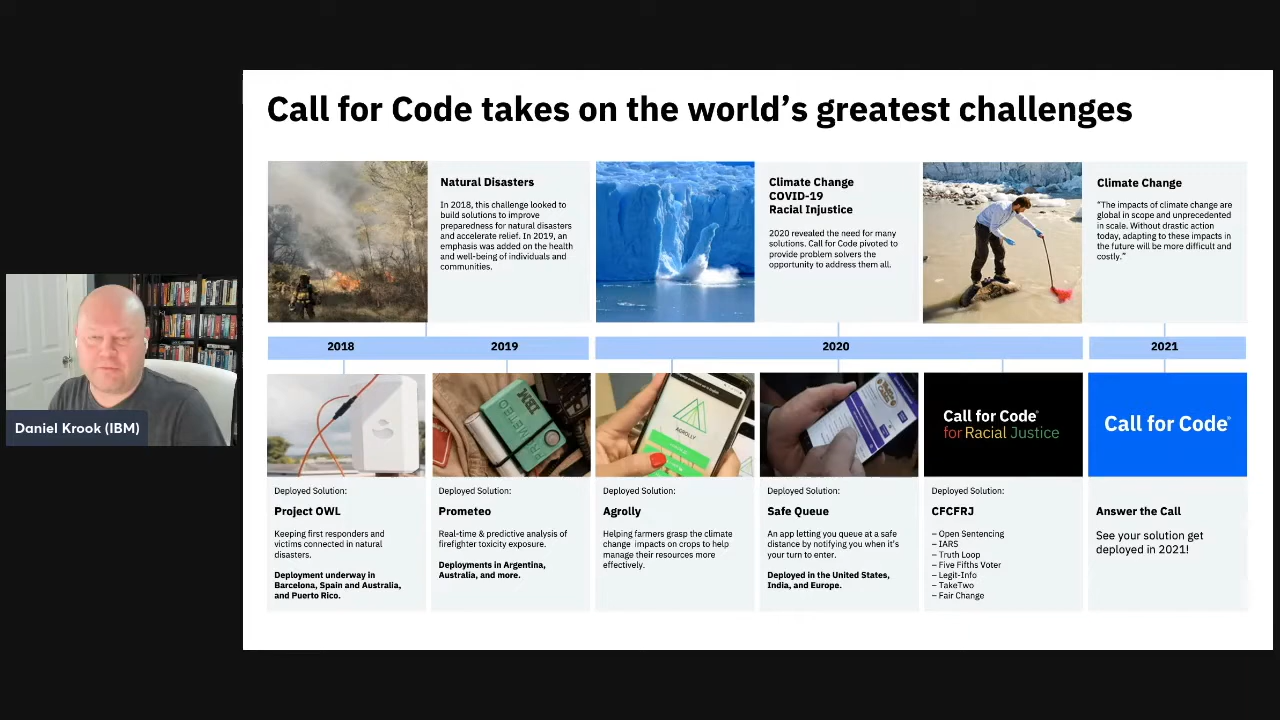 Call for Code takes on the world's greatest challenges
Natural Disasters
In 2018, this challenge looked to
build solutions to improve
preparedness for natural disasters
and accelerate relief. In 2019, an
emphasis was added on the health
and well-being of individuals and
communities.
Climate Change
COVID-19
Racial Injustice
2020 revealed the need for many
solutions. Call for Code pivoted to
provide problem solvers the
opportunity to address them all.
Climate Change
“The impacts of climate change are
global in scope and unprecedented
in scale. Without drastic action
today, adapting to these impacts in
the future will be more difficult and
costly.”
2018
2019
2020
2021
IBM
AGROLLY
Call for Code®
for Racial Justice
Call for Code®
Deployed Solution:
Project OWL
Keeping first responders and
victims connected in natural
disasters.
Deployment underway in
Barcelona, Spain and Australia,
and Puerto Rico.
Deployed Solution:
Prometeo
Real-time & predictive analysis of
firefighter toxicity exposure.
Deployments in Argentina,
Australia, and more.
Deployed Solution:
Agrolly
Helping farmers grasp the climate
change impacts on crops to help
manage their resources more
effectively.
Deployed Solution:
Safe Queue
An app letting you queue at a safe
distance by notifying you when it's
your turn to enter.
Deployed in the United States,
India, and Europe.
Deployed Solution:
CFCFRJ
– Open Sentencing
– IARS
– Truth Loop
– Five Fifths Voter
– Legit-Info
– TakeTwo
– Fair Change
Answer the Call
See your solution get
deployed in 2021!
Daniel Krook (IBM)